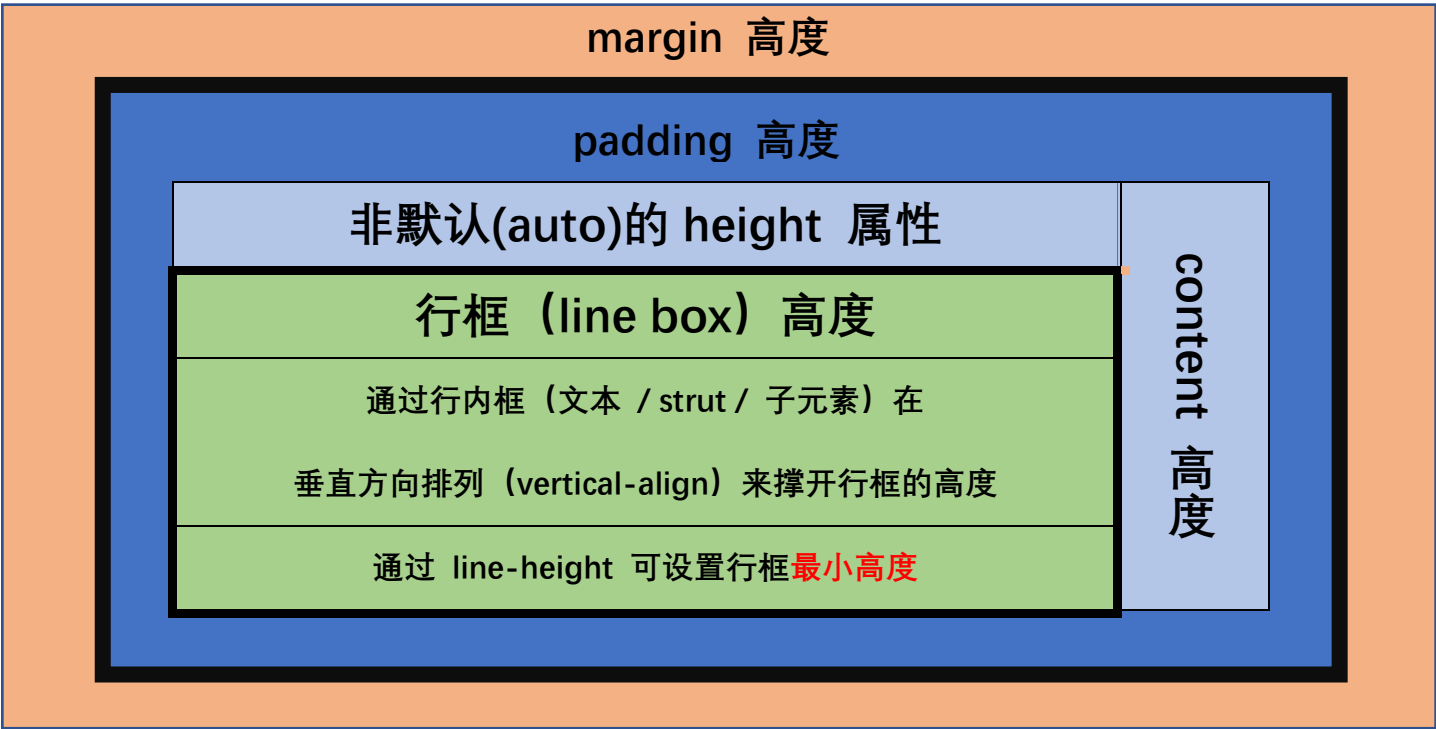 margin 高度
padding 高度
非默认(auto)的 height 属性
行框（line box）高度
通过行内框（文本 / strut / 子元素）在
垂直方向排列（vertical-align）来撑开行框的高度
通过 line-height 可设置行框最小高度
content 高度